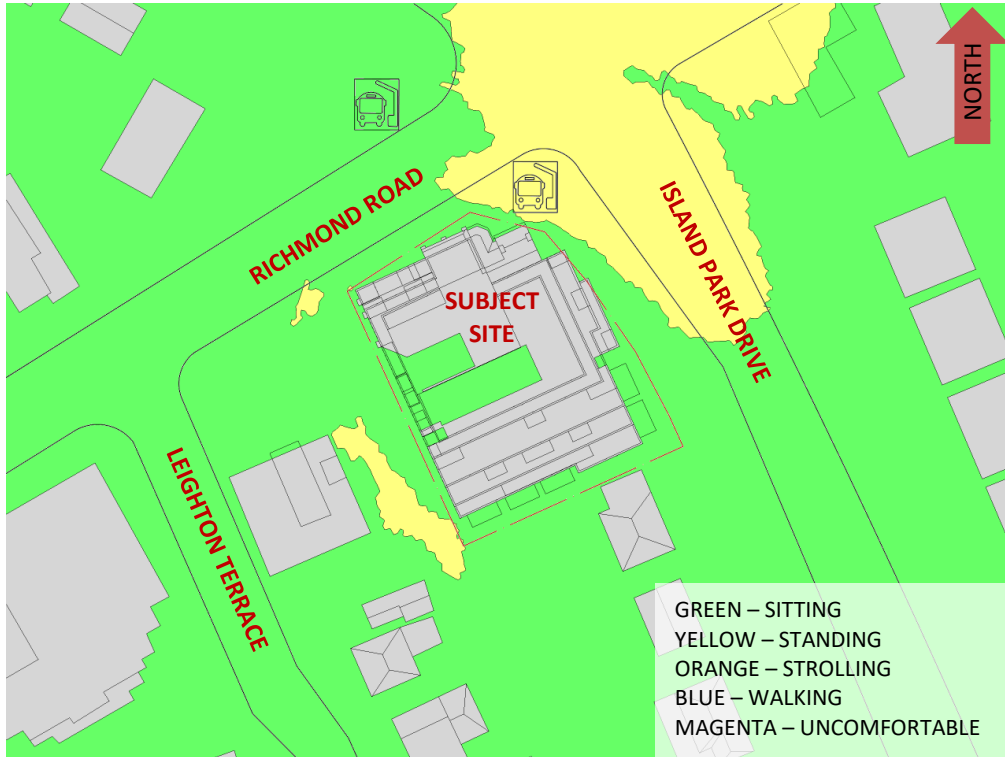 NORTH
RICHMOND ROAD
ISLAND PARK DRIVE
SUBJECT
SITE
LEIGHTON TERRACE
GREEN – SITTING
YELLOW – STANDING
ORANGE – STROLLING
BLUE – WALKING
MAGENTA – UNCOMFORTABLE